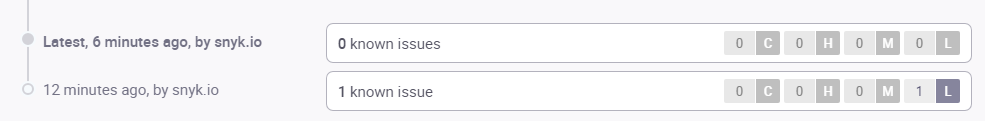 Latest, 6 minutes ago, by snyk.io 0 known issues 0 C 0 H 0 M 0 L
12 minutes ago, by snyk.io 1 known issue 0 C 0 H 0 M 1 L